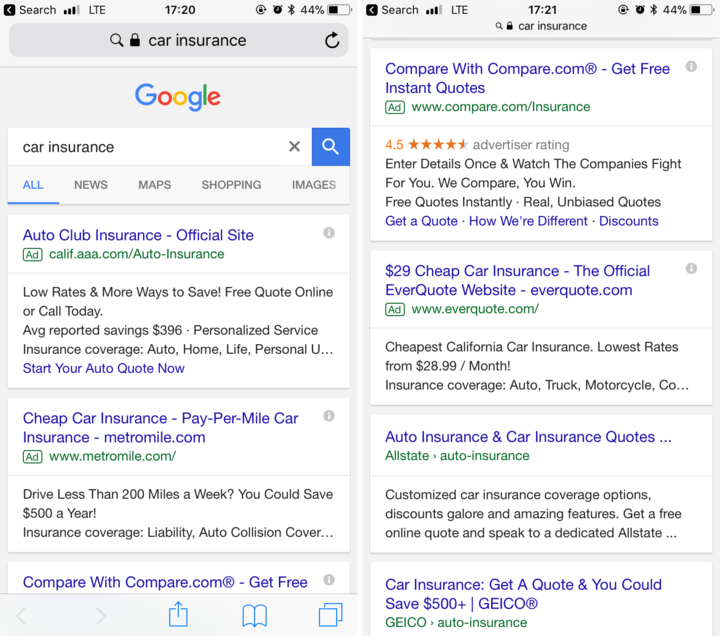 Search LTE 17:20 44%
car insurance
Google
car insurance
ALL NEWS MAPS SHOPPING IMAGES
Auto Club Insurance - Official Site
Ad calif.aaa.com/Auto-Insurance
Low Rates & More Ways to Save! Free Quote Online
or Call Today.
Avg reported savings $396 · Personalized Service
Insurance coverage: Auto, Home, Life, Personal U...
Start Your Auto Quote Now
Cheap Car Insurance - Pay-Per-Mile Car
Insurance - metromile.com
Ad www.metromile.com/
Drive Less Than 200 Miles a Week? You Could Save
$500 a Year!
Insurance coverage: Liability, Auto Collision Cover...
Compare With Compare.com® - Get Free
Search LTE 17:21 44%
car insurance
Compare With Compare.com® - Get Free
Instant Quotes
Ad www.compare.com/Insurance
4.5 advertiser rating
Enter Details Once & Watch The Companies Fight
For You. We Compare, You Win.
Free Quotes Instantly · Real, Unbiased Quotes
Get a Quote · How We're Different · Discounts
$29 Cheap Car Insurance - The Official
EverQuote Website - everquote.com
Ad www.everquote.com/
Cheapest California Car Insurance. Lowest Rates
from $28.99 / Month!
Insurance coverage: Auto, Truck, Motorcycle, Co...
Auto Insurance & Car Insurance Quotes ...
Allstate › auto-insurance
Customized car insurance coverage options,
discounts galore and amazing features. Get a free
online quote and speak to a dedicated Allstate ...
Car Insurance: Get A Quote & You Could
Save $500+ | GEICO®
GEICO › auto-insurance